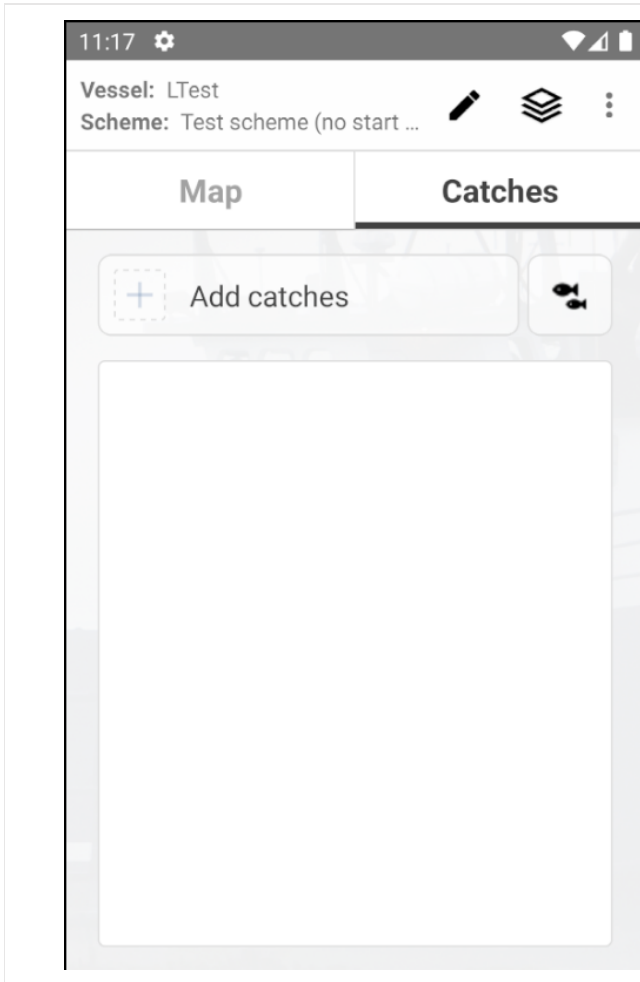 11:17
Vessel: LTest
Scheme: Test scheme (no start ...
Map
Catches
Add catches